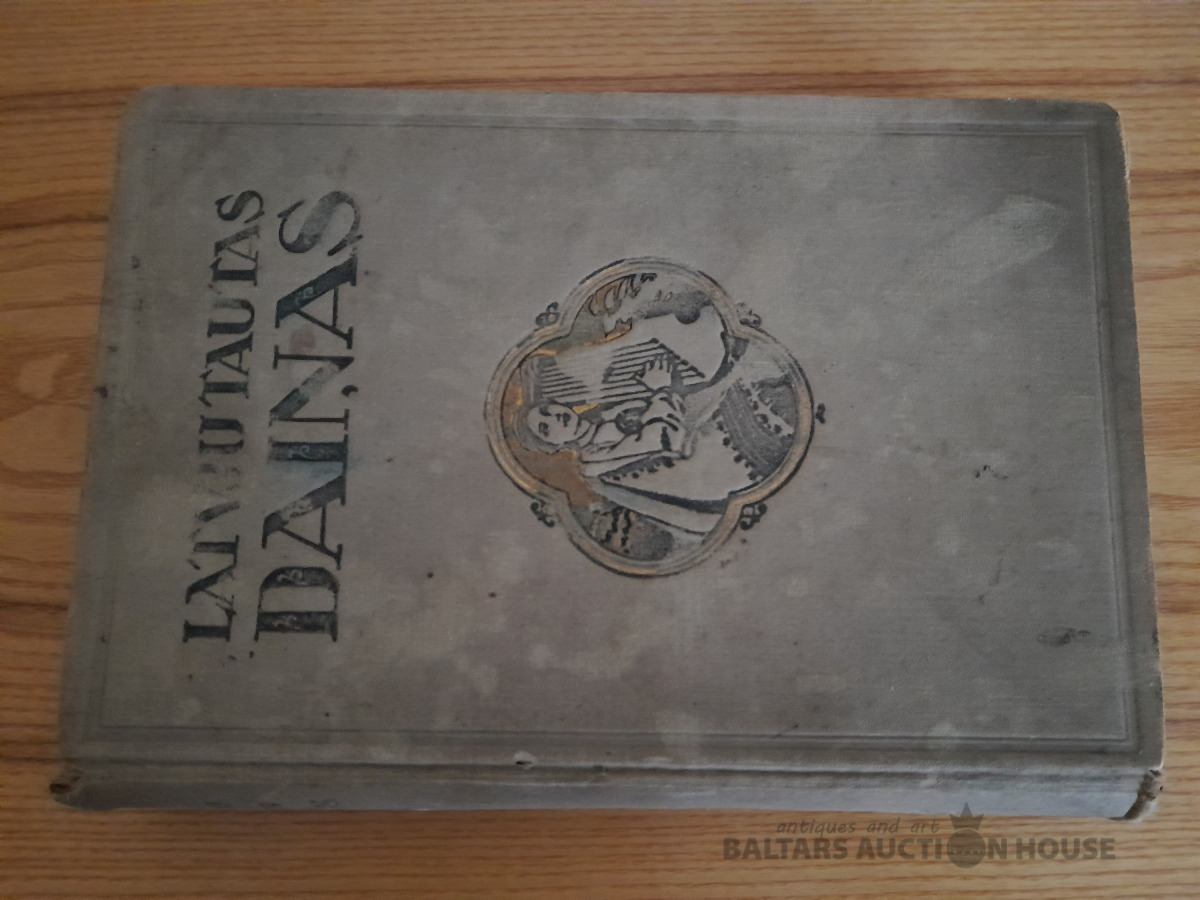 LATVJU TAUTAS
DAINAS
antiques and art
BALTARS AUCTION HOUSE